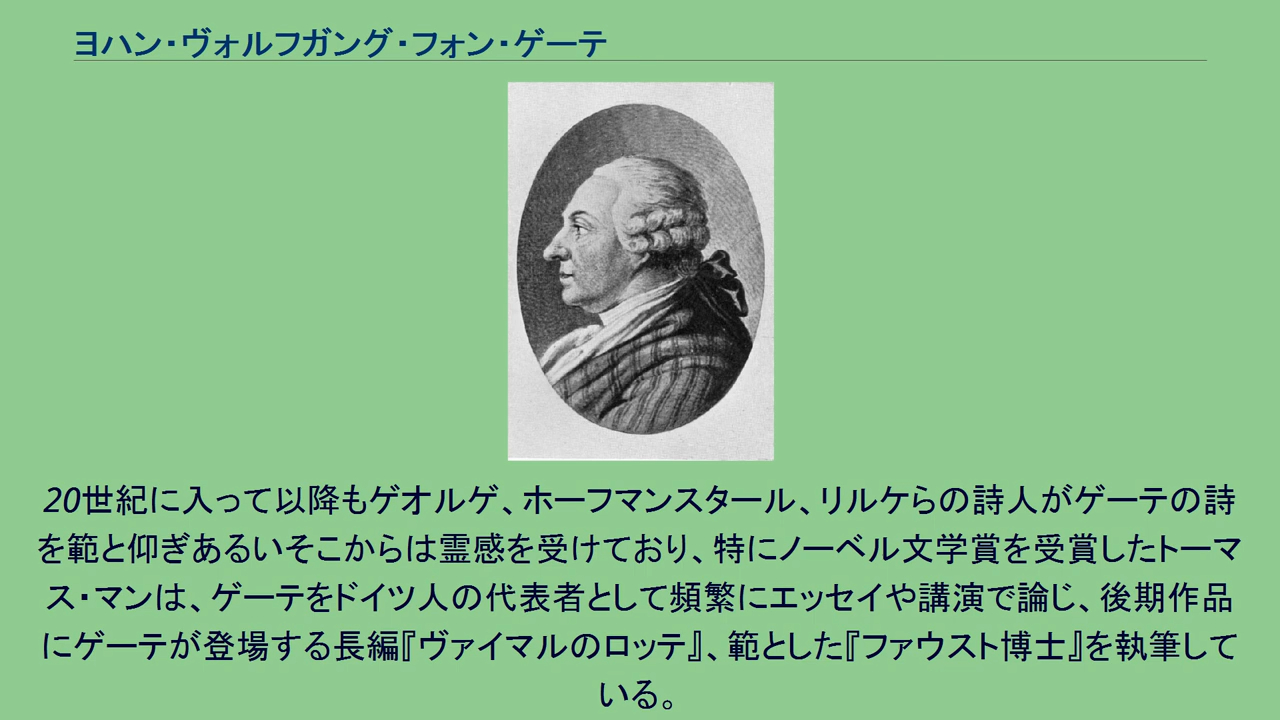 ヨハン・ヴォルフガング・フォン・ゲーテ
20世紀に入って以降もゲオルゲ、ホーフマンスタール、リルケらの詩人がゲーテの詩
を範と仰ぎあるいそこからは霊感を受けており、特にノーベル文学賞を受賞したトーマ
ス・マンは、ゲーテをドイツ人の代表者として頻繁にエッセイや講演で論じ、後期作品
にゲーテが登場する長編『ヴァイマルのロッテ』、範とした『ファウスト博士』を執筆して
いる。